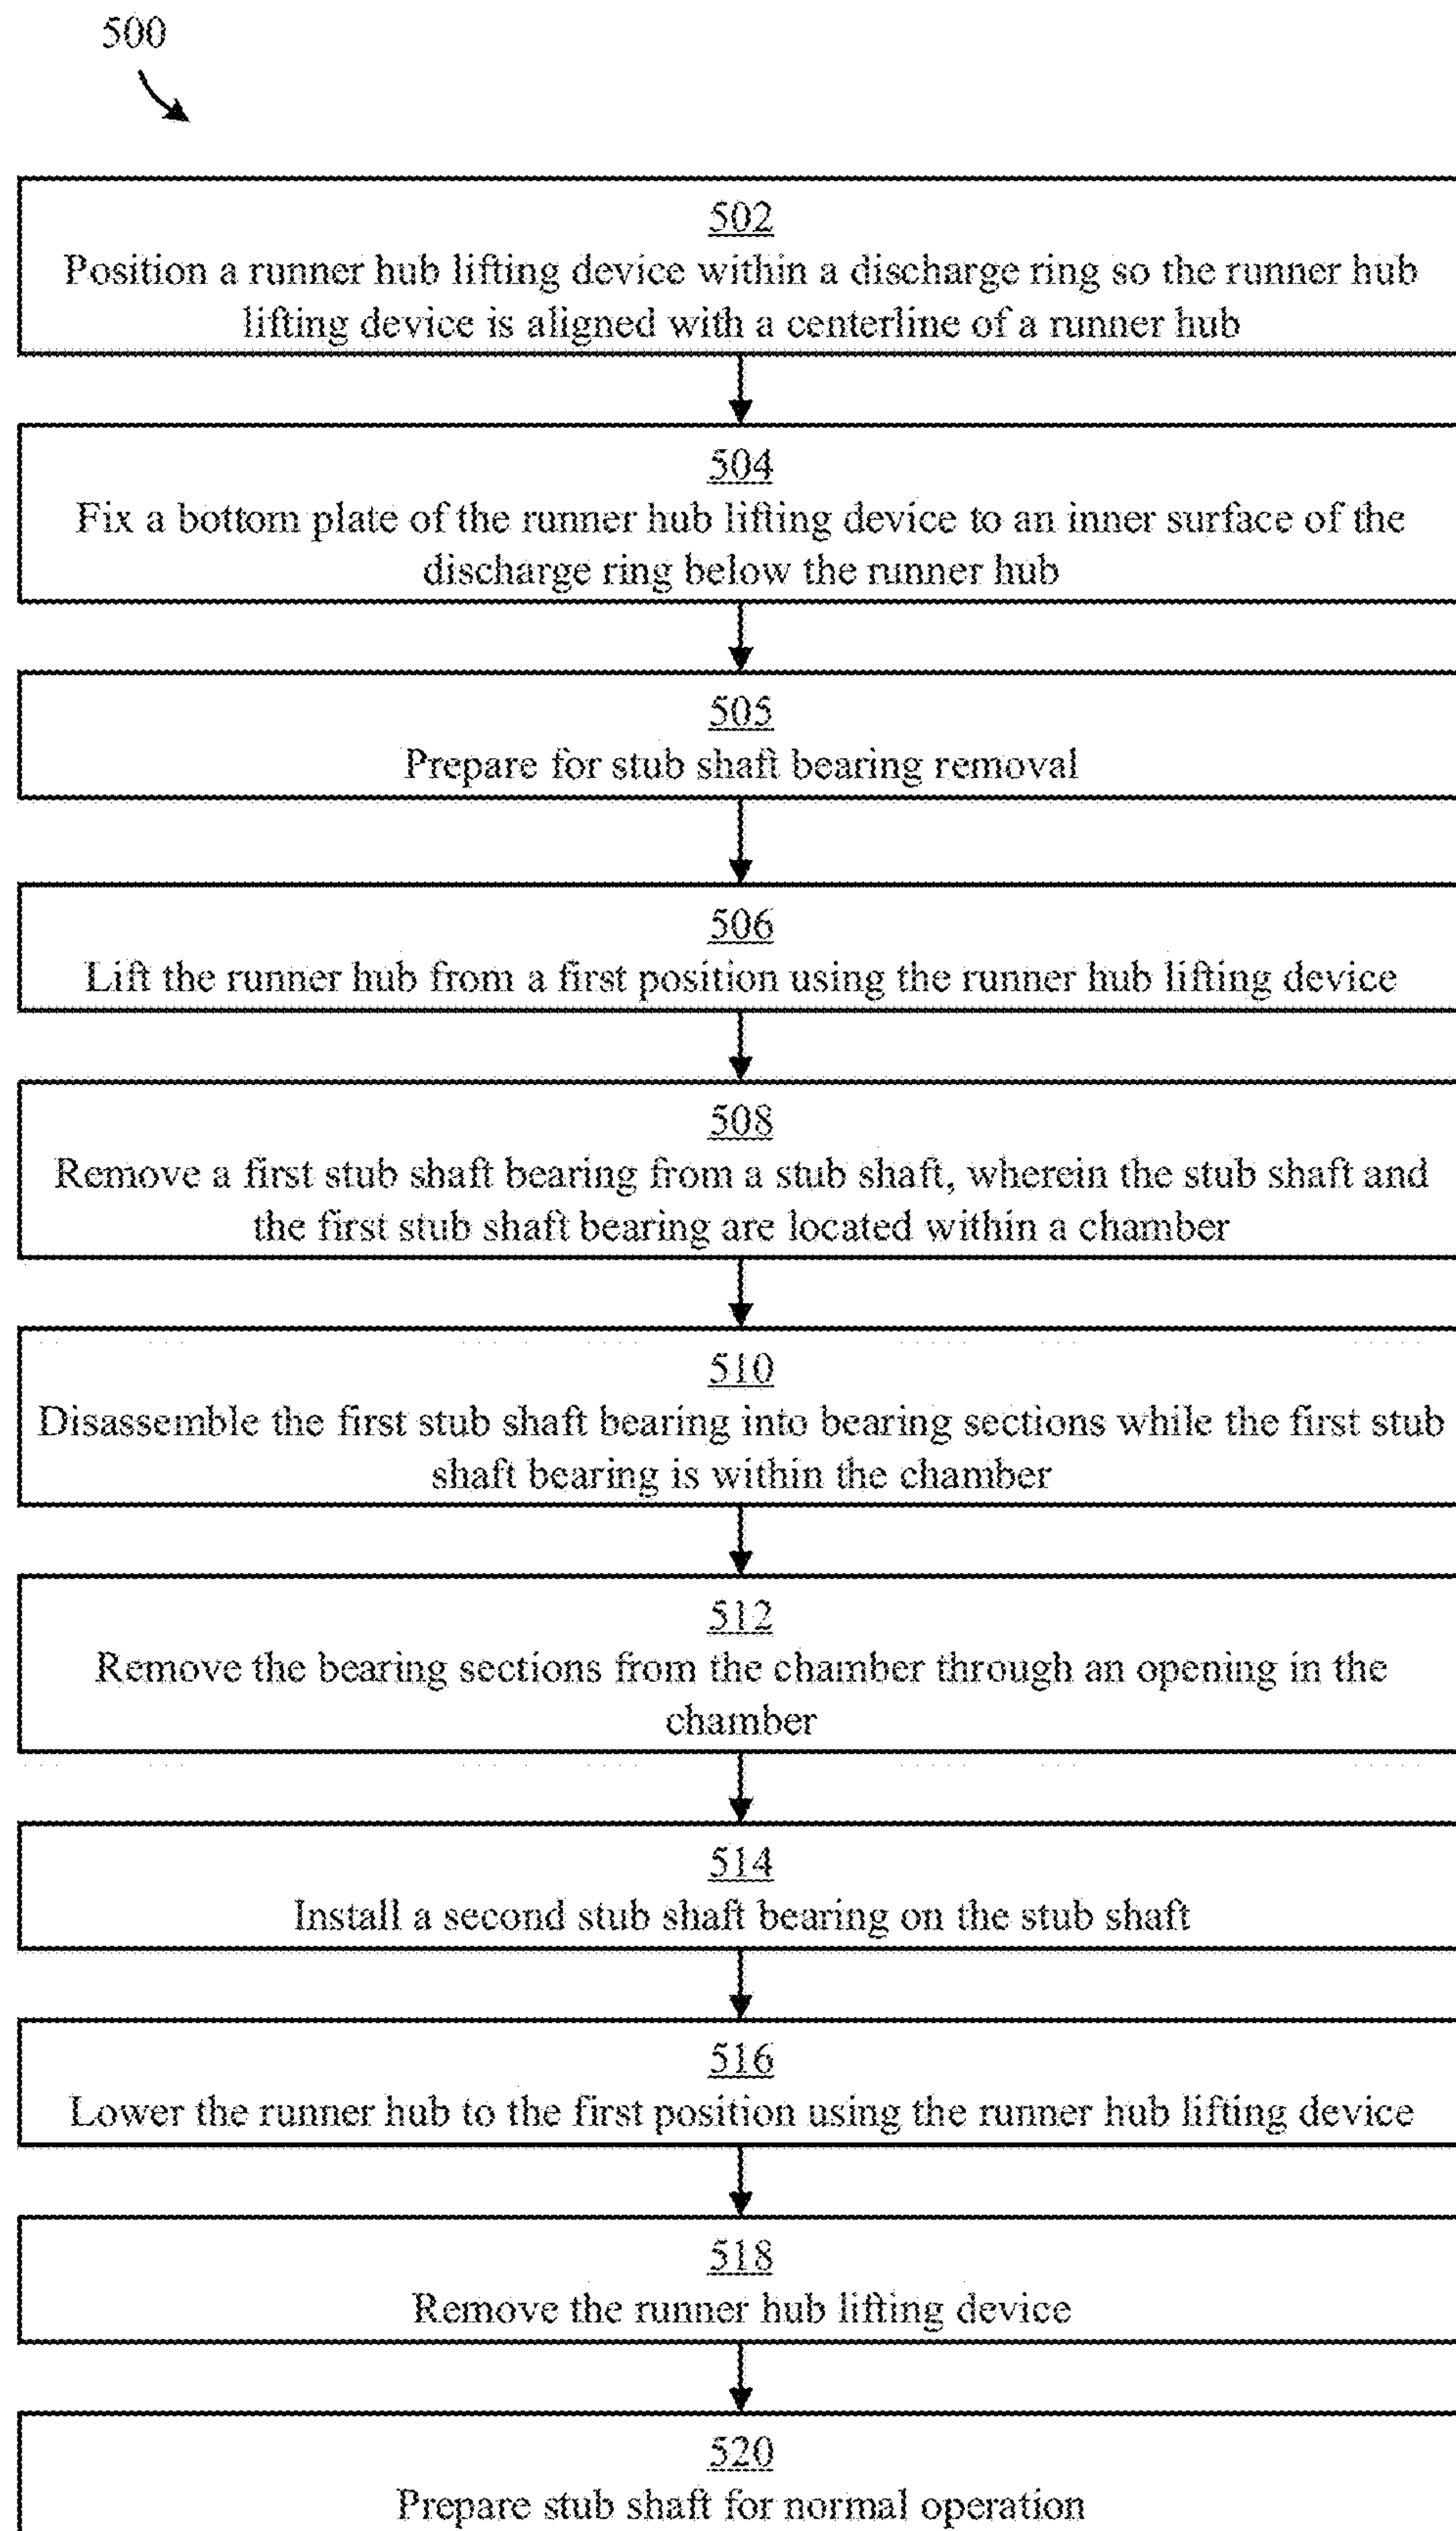 500
502
Position a runner hub lifting device within a discharge ring so the runner hub
lifting device is aligned with a centerline of a runner hub
504
Fix a bottom plate of the runner hub lifting device to an inner surface of the
discharge ring below the runner hub
505
Prepare for stub shaft bearing removal
506
Lift the runner hub from a first position using the runner hub lifting device
508
Remove a first stub shaft bearing from a stub shaft, wherein the stub shaft and
the first stub shaft bearing are located within a chamber
510
Disassemble the first stub shaft bearing into bearing sections while the first stub
shaft bearing is within the chamber
512
Remove the bearing sections from the chamber through an opening in the
chamber
514
Install a second stub shaft bearing on the stub shaft
516
Lower the runner hub to the first position using the runner hub lifting device
518
Remove the runner hub lifting device
520
Prepare stub shaft for normal operation